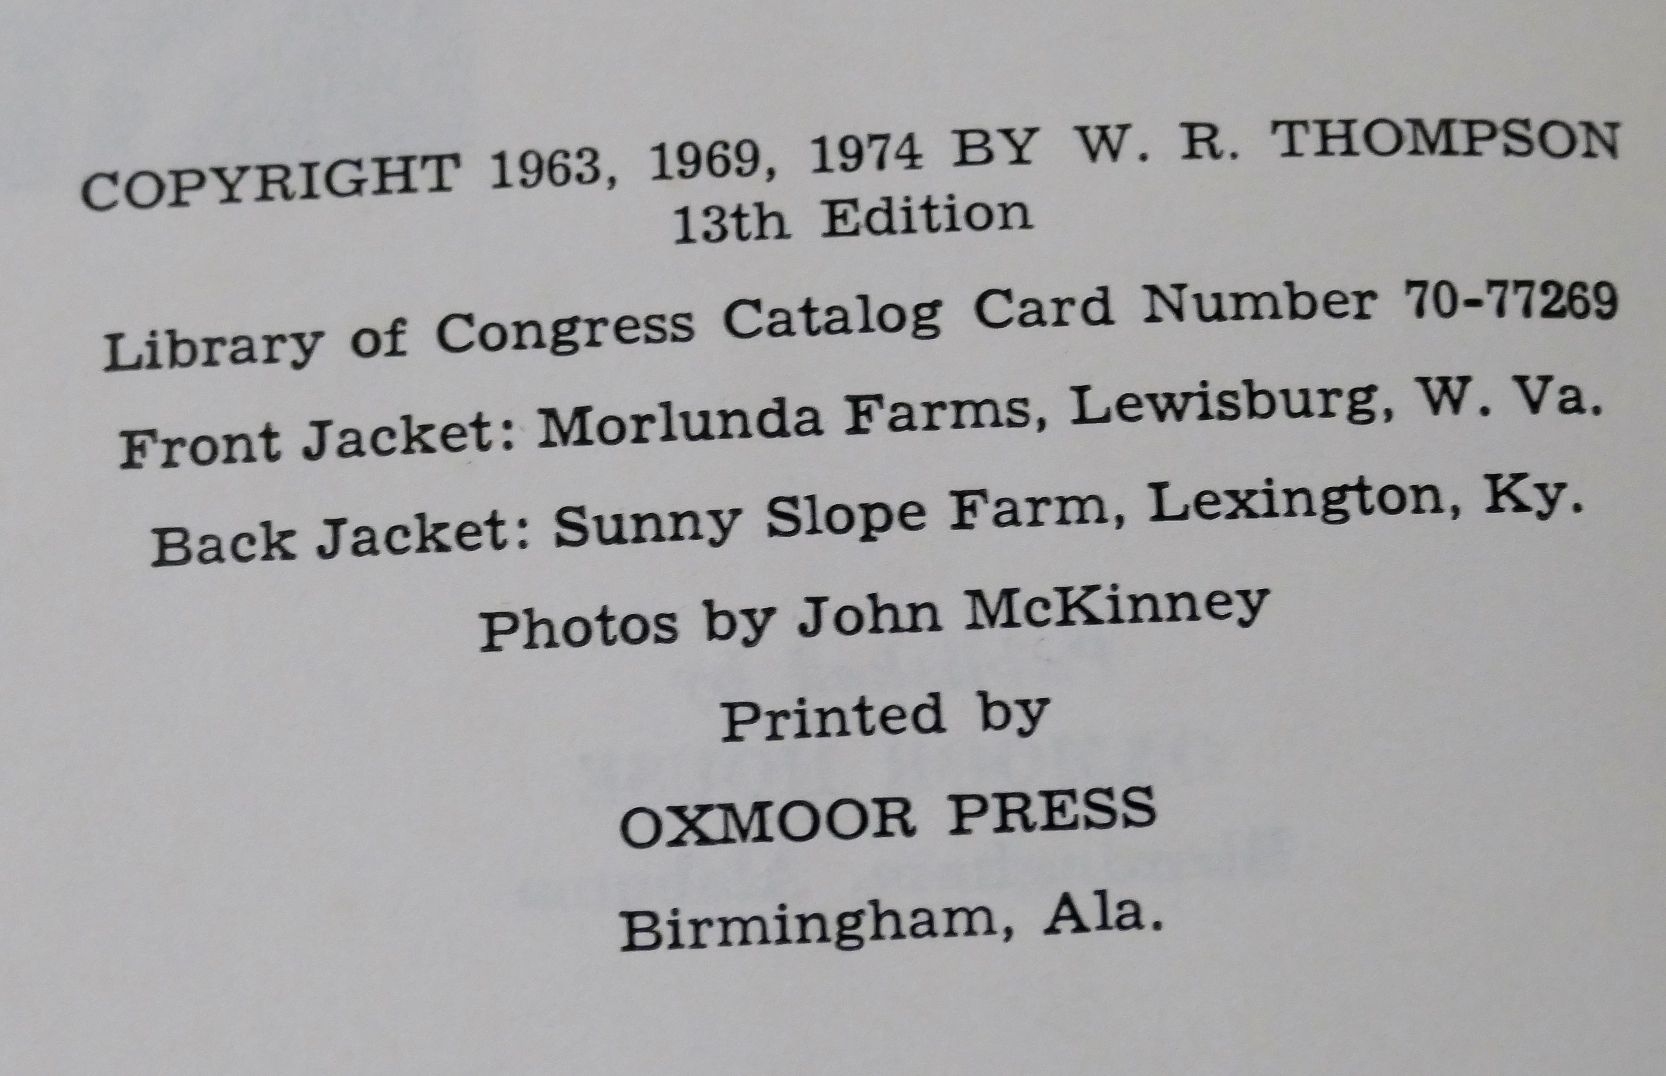 COPYRIGHT 1963, 1969, 1974 BY W. R. THOMPSON
13th Edition
Library of Congress Catalog Card Number 70-77269
Front Jacket: Morlunda Farms, Lewisburg, W. Va.
Back Jacket: Sunny Slope Farm, Lexington, Ky.
Photos by John McKinney
Printed by
OXMOOR PRESS
Birmingham, Ala.